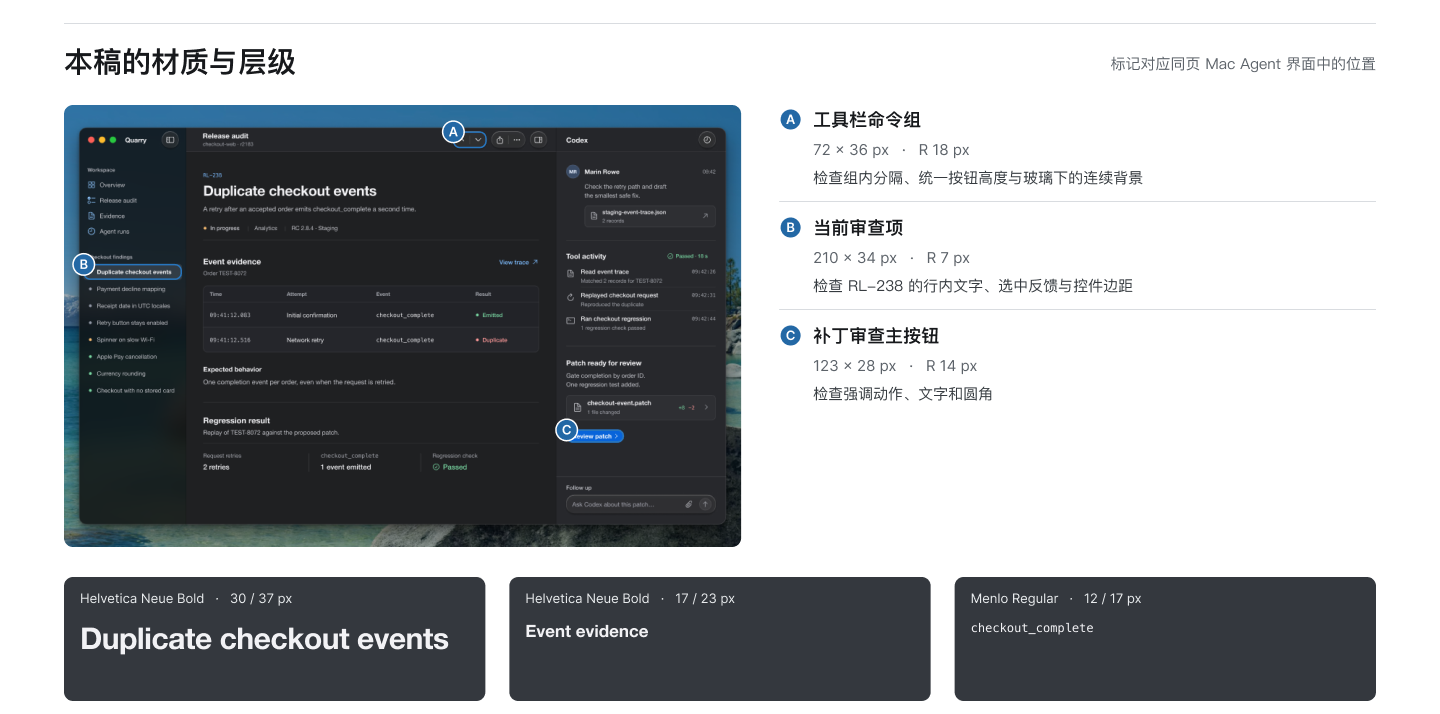 本稿的材质与层级
标记对应同页 Mac Agent 界面中的位置
Quarry
Workspace
Overview
Release audit
Evidence
Agent runs
B
Duplicate checkout events
Payment decline mapping
Receipt date in UTC locales
Retry button stays enabled
Spinner on slow Wi-Fi
Apple Pay cancellation
Currency rounding
Checkout with no stored card
Release audit
A
RL-238
Duplicate checkout events
A retry after an accepted order emits checkout_complete a second time.
In progress Analytics RC 2.8.4 · Staging
Event evidence
View trace
Order TEST-8072
Time Attempt Event Result
09:41:12.083 Initial confirmation checkout_complete Emitted
09:41:12.516 Network retry checkout_complete Duplicate
Expected behavior
One completion event per order, even when the request is retried.
Regression result
Replay of TEST-8072 against the proposed patch.
Request retries checkout_complete Regression check
2 retries 1 event emitted Passed
Codex
MR Marin Rowe 09:42
Check the retry path and draft
the smallest safe fix.
staging-event-trace.json
2 records
Tool activity Passed · 18 s
Read event trace 09:42:26
Matched 2 records for TEST-8072
Replayed checkout request 09:42:31
Reproduced the duplicate
Ran checkout regression 09:42:44
1 regression check passed
Patch ready for review
Gate completion by order ID.
One regression test added.
checkout-event.patch +8 −2
1 file changed
C
patch
Follow up
Ask Codex about this patch...
A 工具栏命令组
72 × 36 px · R 18 px
检查组内分隔、统一按钮高度与玻璃下的连续背景
B 当前审查项
210 × 34 px · R 7 px
检查 RL–238 的行内文字、选中反馈与控件边距
C 补丁审查主按钮
123 × 28 px · R 14 px
检查强调动作、文字和圆角
Helvetica Neue Bold · 30 / 37 px
Duplicate checkout events
Helvetica Neue Bold · 17 / 23 px
Event evidence
Menlo Regular · 12 / 17 px
checkout_complete